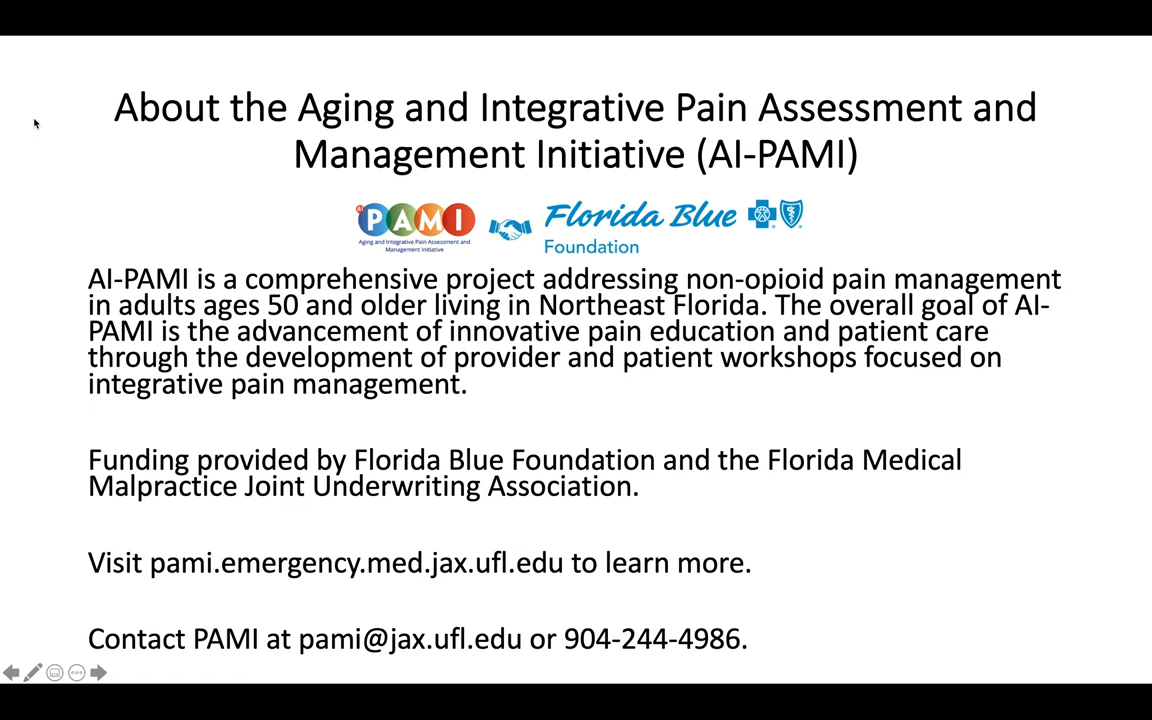 About the Aging and Integrative Pain Assessment and
Management Initiative (AI-PAMI)
AI
PAMI
Aging and Integrative Pain Assessment and
Management Initiative
Florida Blue
Foundation
AI-PAMI is a comprehensive project addressing non-opioid pain management
in adults ages 50 and older living in Northeast Florida. The overall goal of AI-
PAMI is the advancement of innovative pain education and patient care
through the development of provider and patient workshops focused on
integrative pain management.
Funding provided by Florida Blue Foundation and the Florida Medical
Malpractice Joint Underwriting Association.
Visit pami.emergency.med.jax.ufl.edu to learn more.
Contact PAMI at pami@jax.ufl.edu or 904-244-4986.